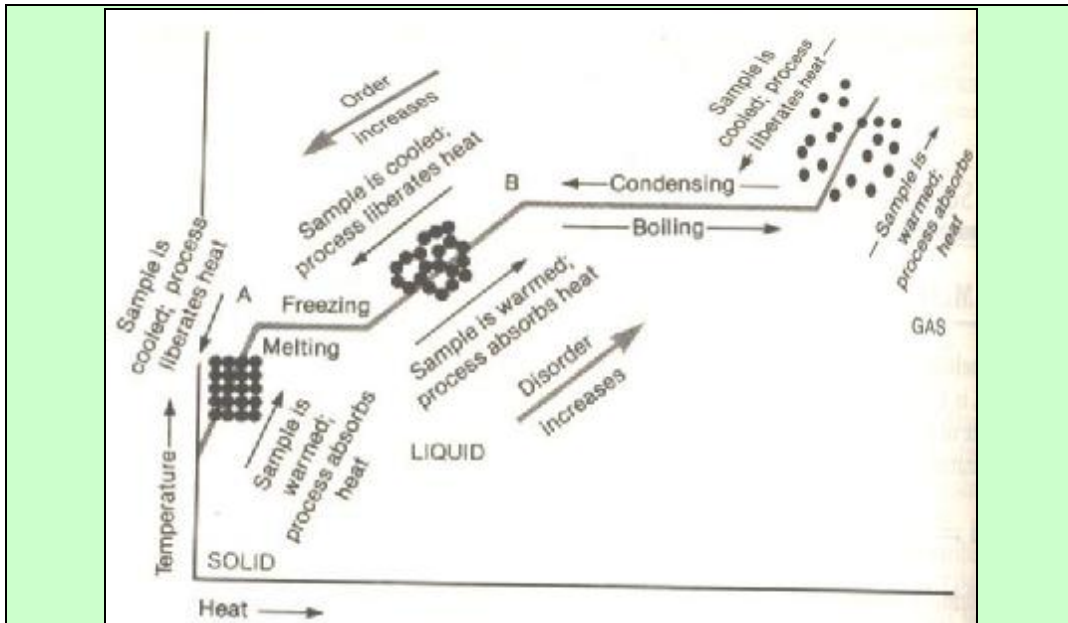 Order
increases
Sample is cooled;
process liberates heat
Sample is
cooled; process
liberates heat
B
Condensing
Boiling
Sample is
warmed;
process absorbs
heat
Sample is
cooled; process
liberates heat
A
Freezing
Melting
Sample is warmed;
process absorbs heat
Disorder
increases
GAS
Sample is
warmed;
process absorbs
heat
LIQUID
Temperature
SOLID
Heat